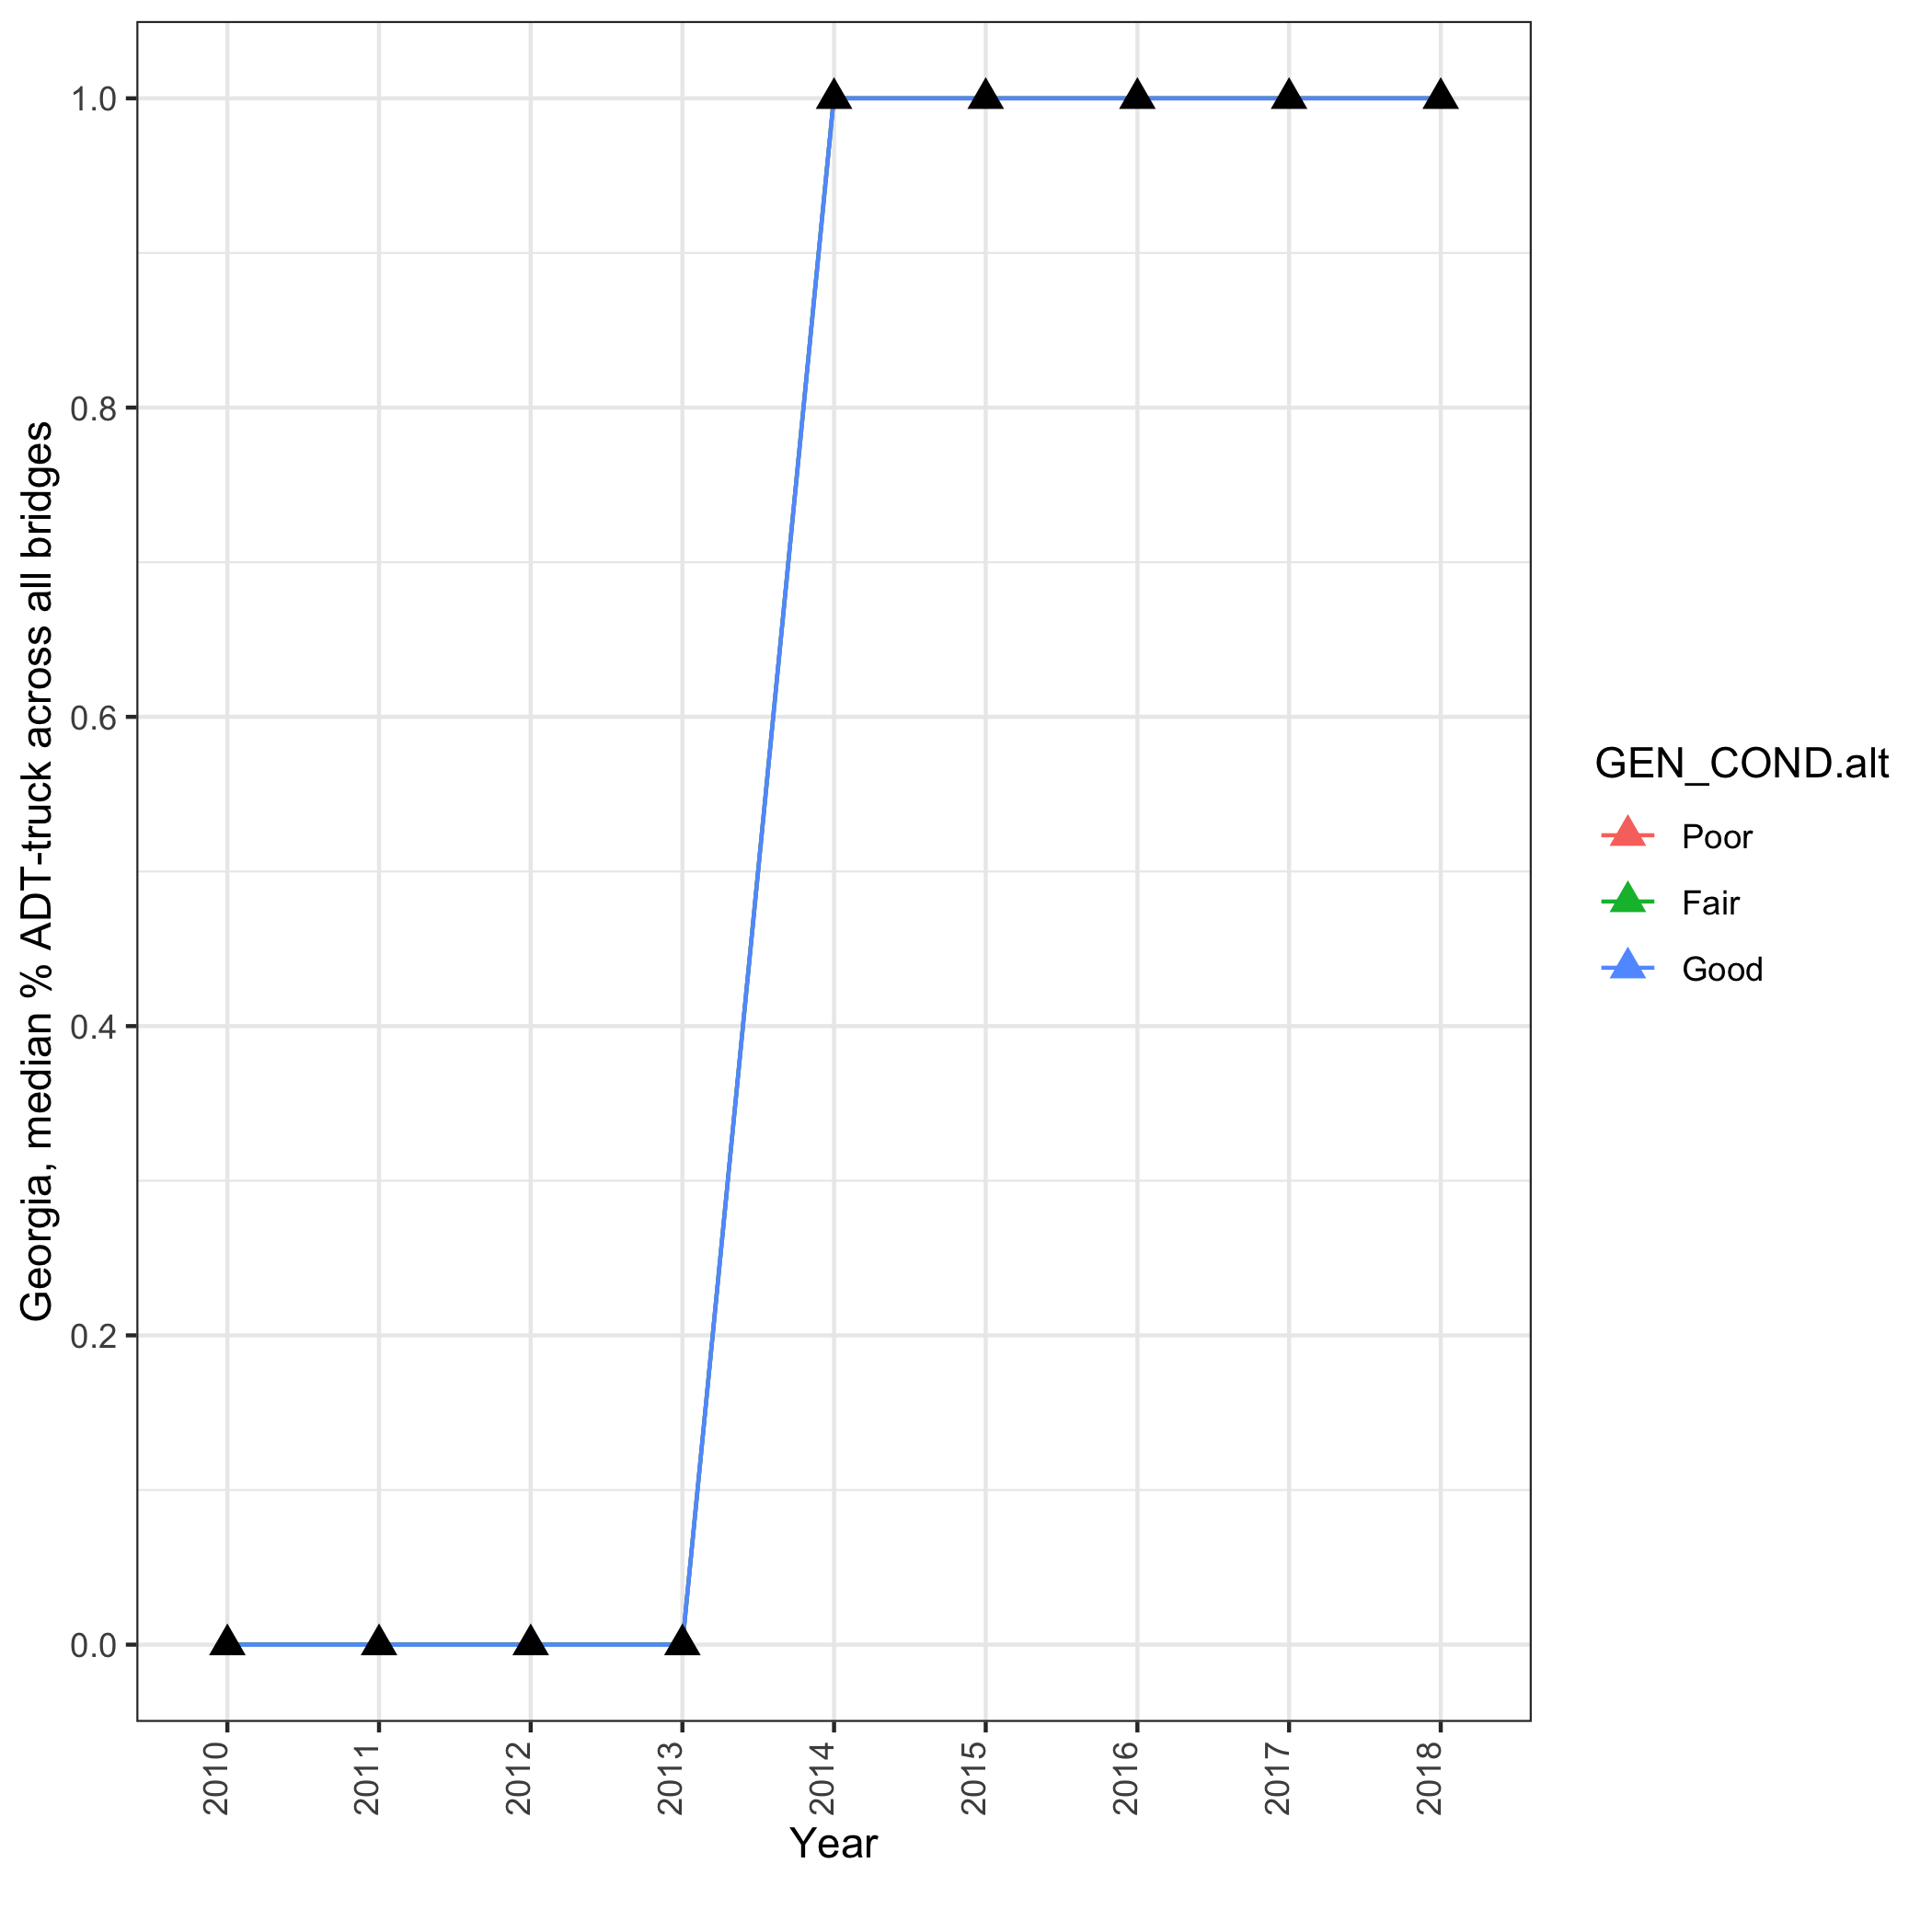 Georgia, median % ADT-truck across all bridges
1.0
0.8
0.6
0.4
0.2
0.0
2010
2011
2012
2013
2014
2015
2016
2017
2018
Year
GEN_COND.alt
Poor
Fair
Good